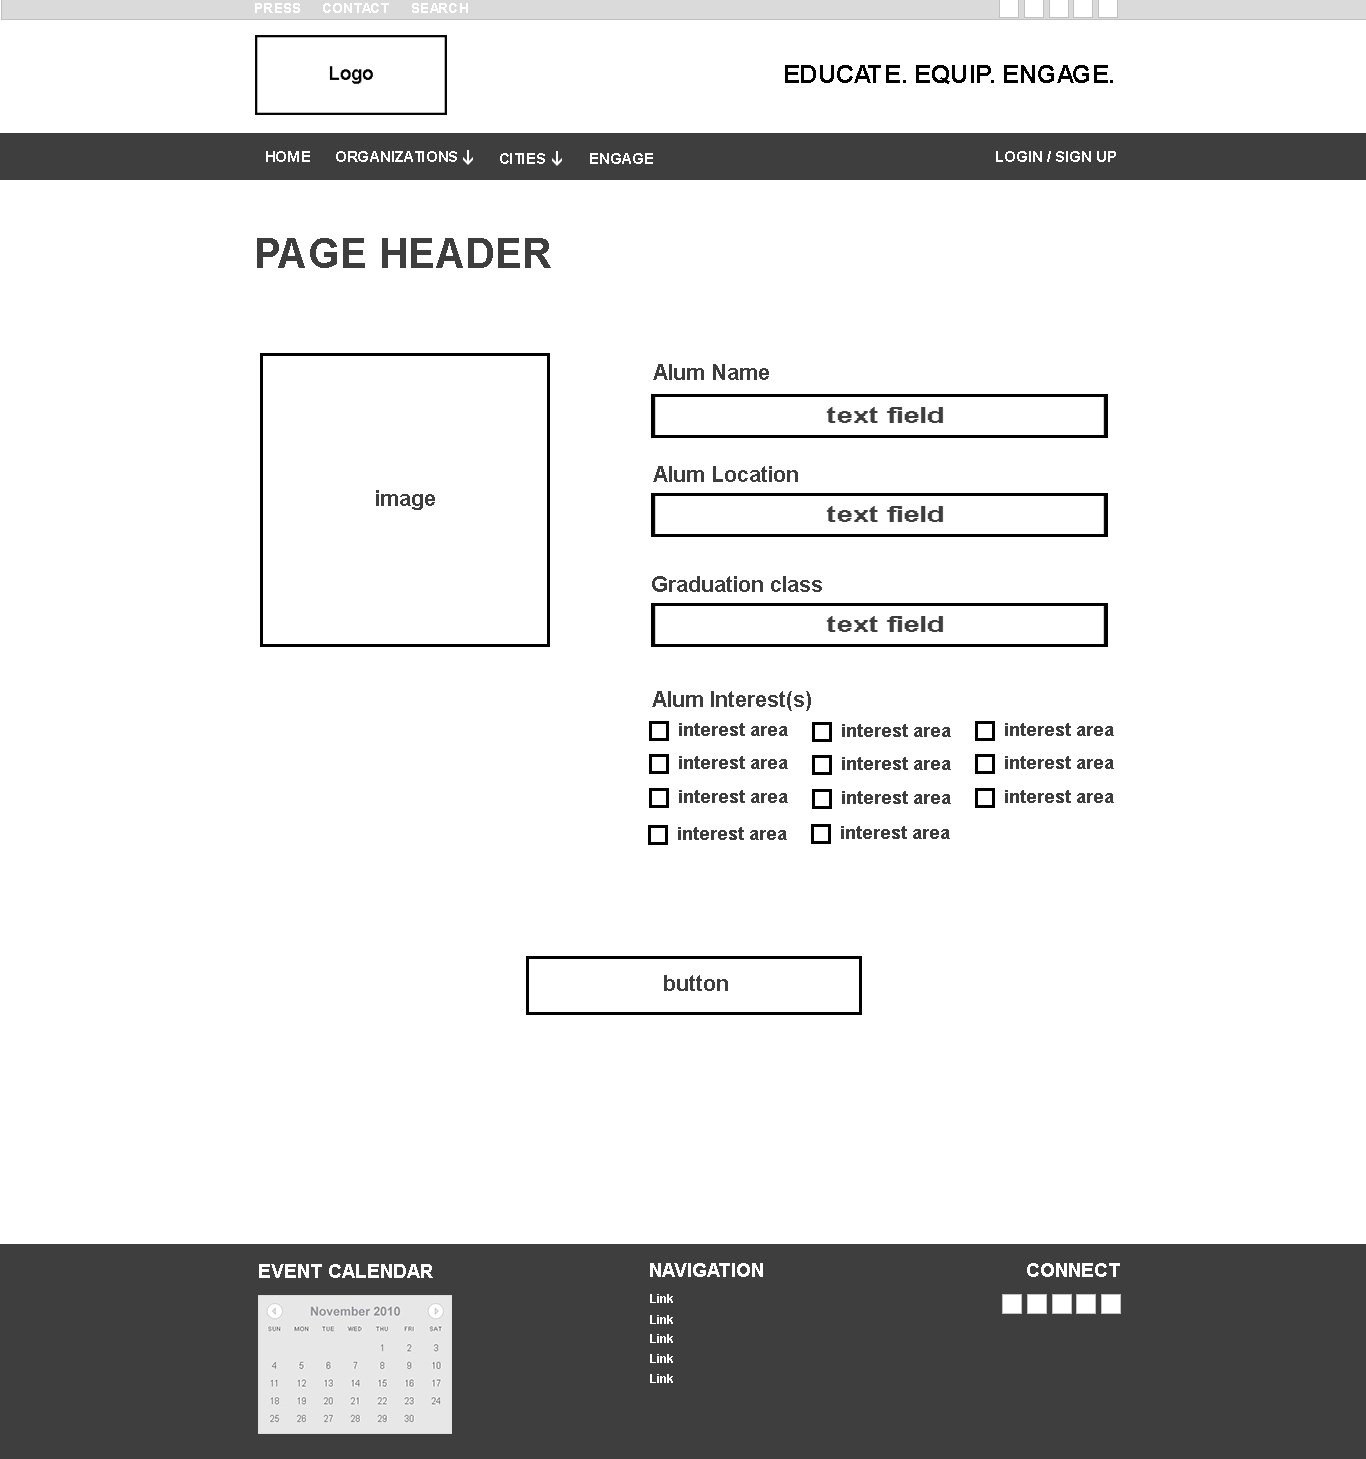 PRESS CONTACT SEARCH
Logo
EDUCATE. EQUIP. ENGAGE.
HOME ORGANIZATIONS CITIES ENGAGE LOGIN / SIGN UP
PAGE HEADER
image
Alum Name
text field
Alum Location
text field
Graduation class
text field
Alum Interest(s)
interest area interest area interest area
interest area interest area interest area
interest area interest area interest area
interest area interest area
button
EVENT CALENDAR
November 2010
SUN MON TUE WED THU FRI SAT
1 2 3
4 5 6 7 8 9 10
11 12 13 14 15 16 17
18 19 20 21 22 23 24
25 26 27 28 29 30
NAVIGATION
Link
Link
Link
Link
Link
CONNECT